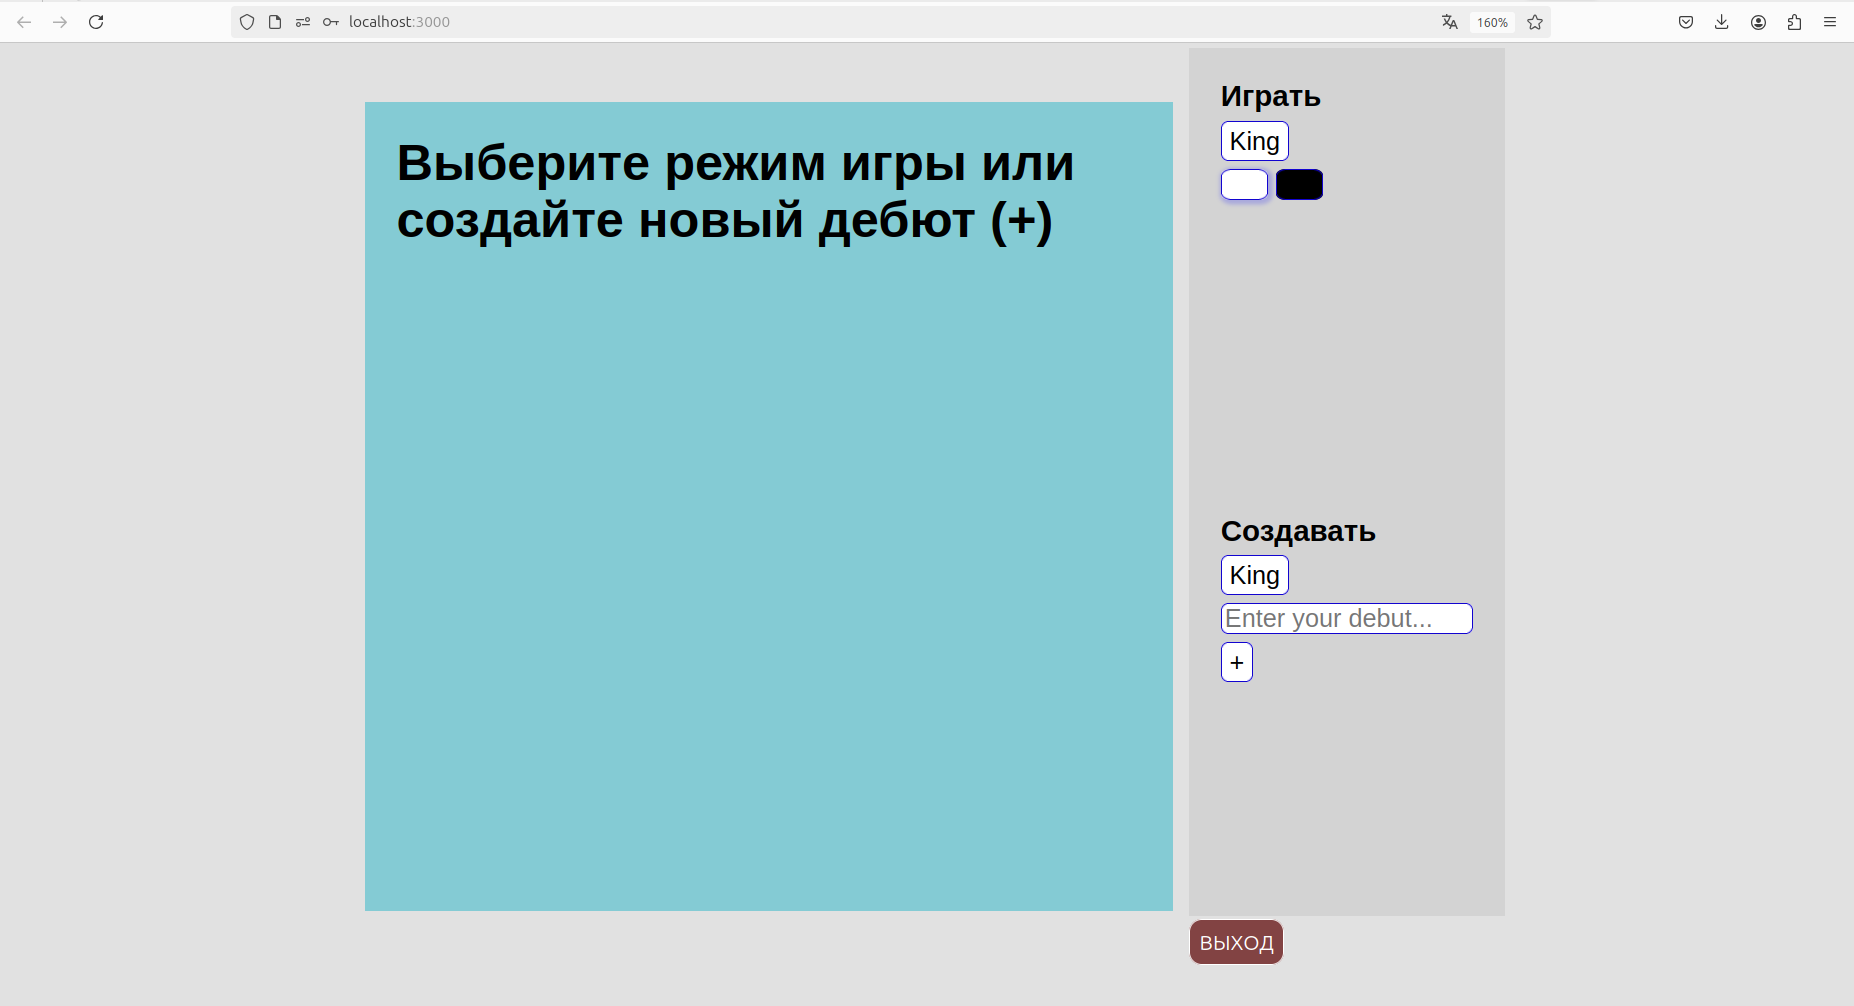 localhost:3000
160%
Выберите режим игры или
создайте новый дебют (+)
Играть
King
Создавать
King
Enter your debut...
+
ВЫХОД